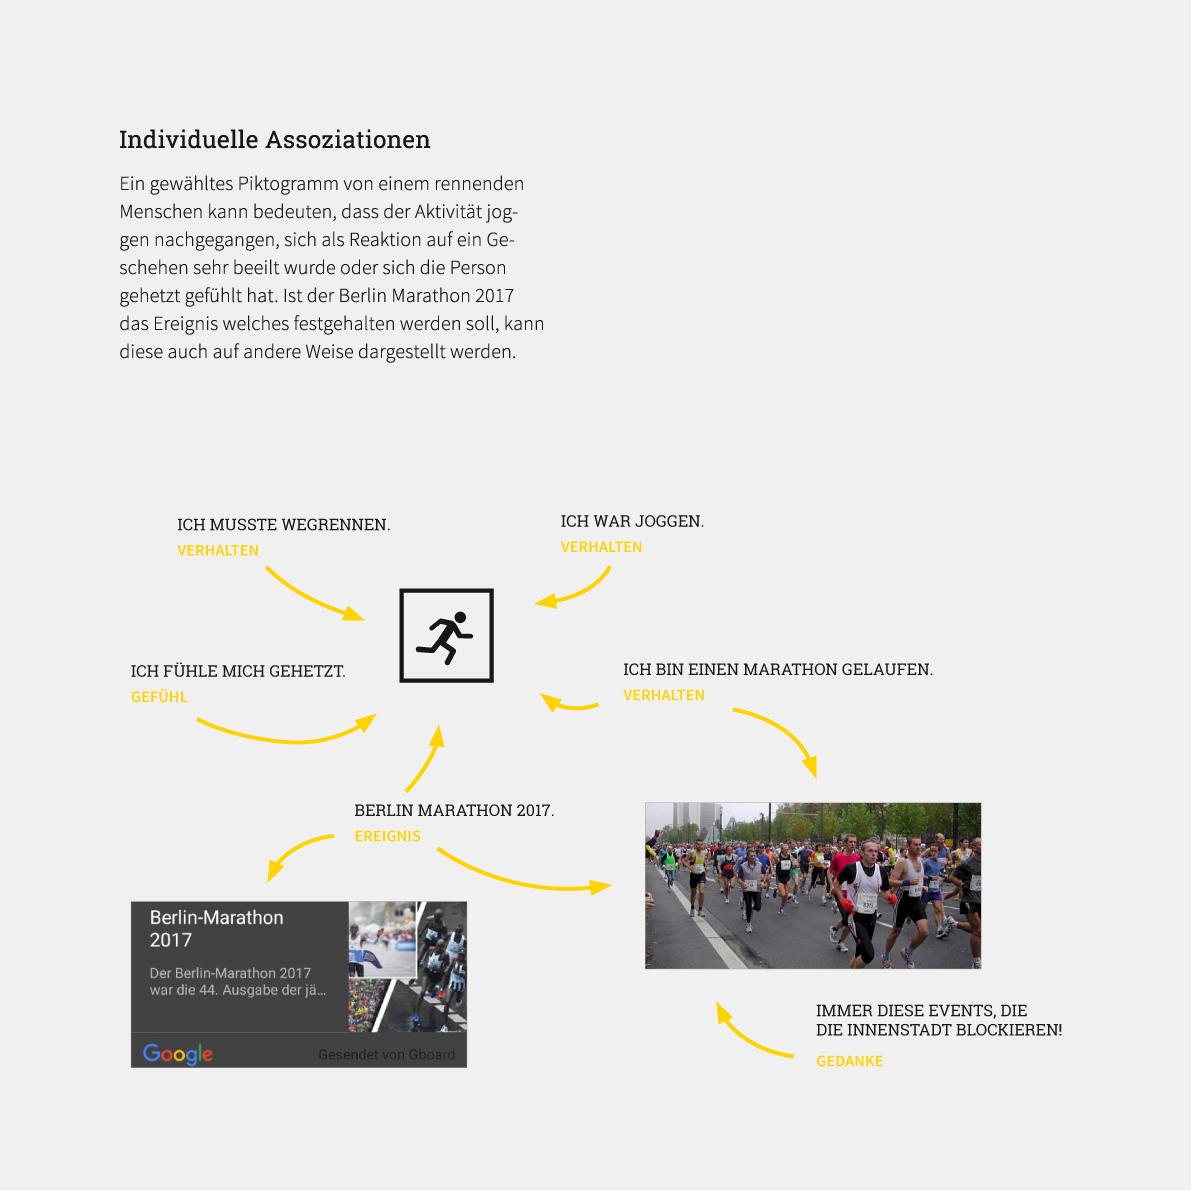 Individuelle Assoziationen
Ein gewähltes Piktogramm von einem rennenden
Menschen kann bedeuten, dass der Aktivität jog-
gen nachgegangen, sich als Reaktion auf ein Ge-
schehen sehr beeilt wurde oder sich die Person
gehetzt gefühlt hat. Ist der Berlin Marathon 2017
das Ereignis welches festgehalten werden soll, kann
diese auch auf andere Weise dargestellt werden.
ICH MUSSTE WEGRENNEN.
VERHALTEN
ICH WAR JOGGEN.
VERHALTEN
ICH FÜHLE MICH GEHETZT.
GEFÜHL
ICH BIN EINEN MARATHON GELAUFEN.
VERHALTEN
BERLIN MARATHON 2017.
EREIGNIS
Berlin-Marathon
2017
Der Berlin-Marathon 2017
war die 44. Ausgabe der jä...
Google
Gesendet von Gboard
IMMER DIESE EVENTS, DIE
DIE INNENSTADT BLOCKIEREN!
GEDANKE